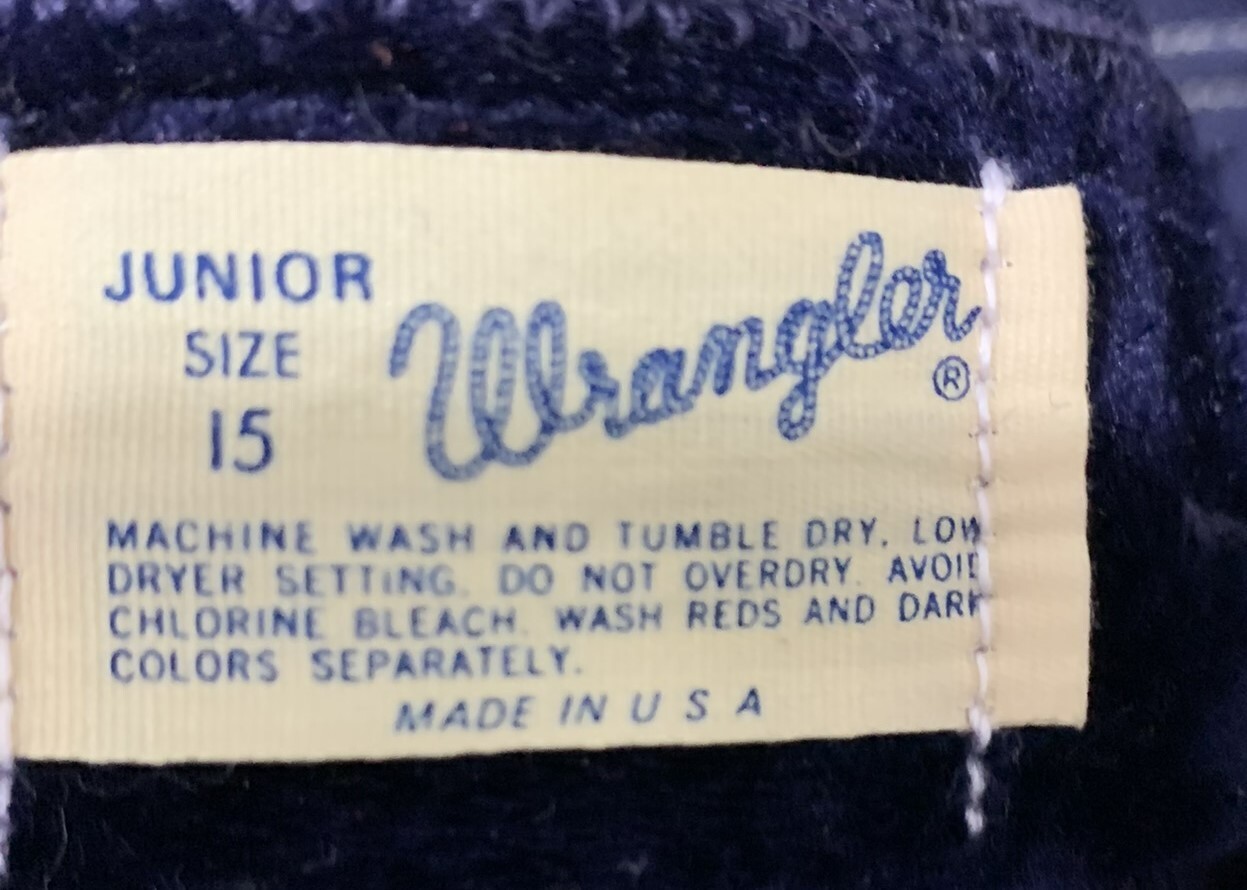 JUNIOR
SIZE
15
Wrangler
®
MACHINE WASH AND TUMBLE DRY. LOW
DRYER SETTING. DO NOT OVERDRY. AVOID
CHLORINE BLEACH. WASH REDS AND DARK
COLORS SEPARATELY.
MADE IN U S A